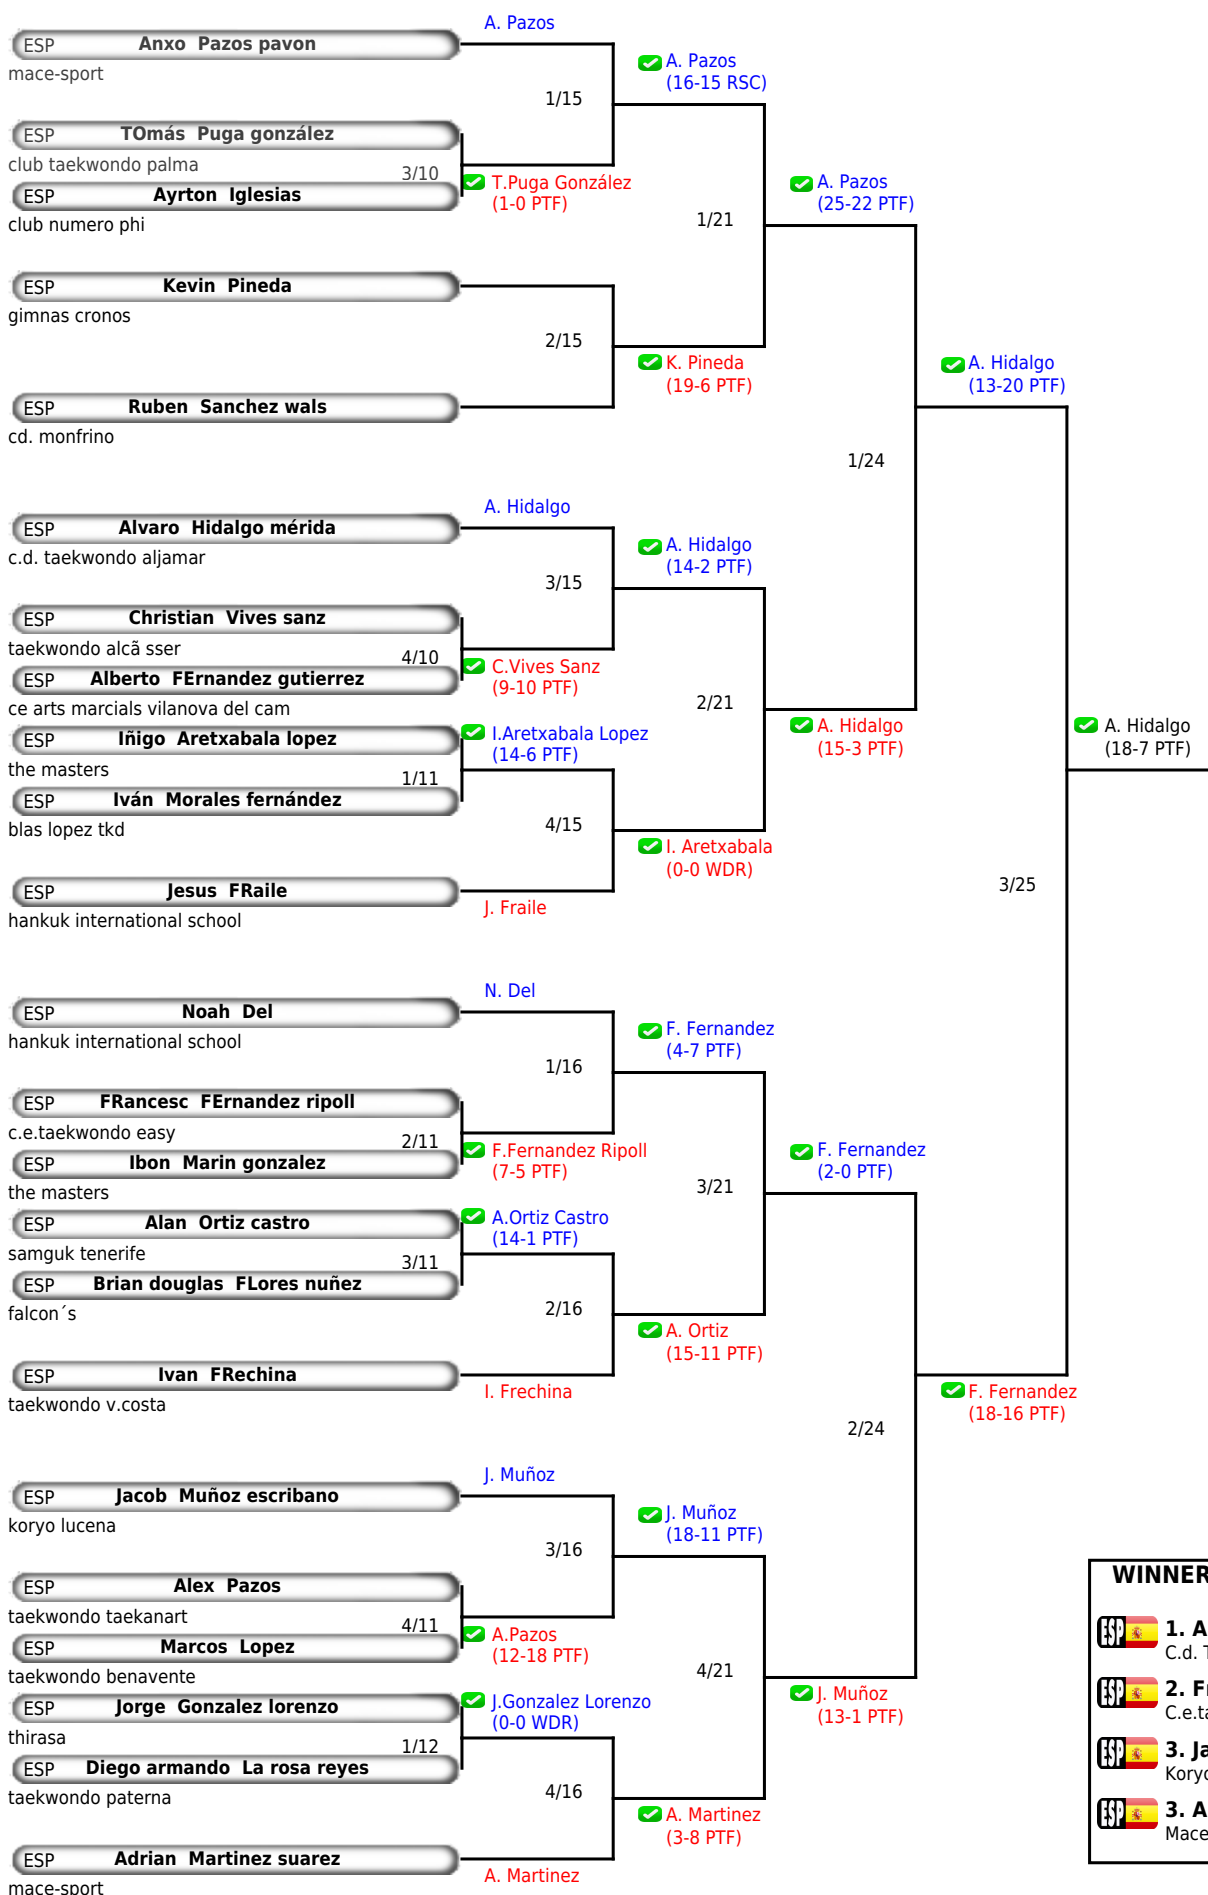 A. Pazos
ESP Anxo Pazos pavon
mace-sport
A. Pazos
(16-15 RSC)
1/15
ESP TOmás Puga gonzález
club taekwondo palma
3/10
T.Puga González
(1-0 PTF)
ESP Ayrton Iglesias
club numero phi
A. Pazos
(25-22 PTF)
1/21
ESP Kevin Pineda
gimnas cronos
2/15
K. Pineda
(19-6 PTF)
A. Hidalgo
(13-20 PTF)
ESP Ruben Sanchez wals
cd. monfrino
1/24
A. Hidalgo
ESP Alvaro Hidalgo mérida
c.d. taekwondo aljamar
A. Hidalgo
(14-2 PTF)
3/15
ESP Christian Vives sanz
taekwondo alcã sser
4/10
C.Vives Sanz
(9-10 PTF)
ESP Alberto FErnandez gutierrez
ce arts marcials vilanova del cam
2/21
A. Hidalgo
(15-3 PTF)
A. Hidalgo
(18-7 PTF)
ESP Iñigo Aretxabala lopez
the masters
I.Aretxabala Lopez
(14-6 PTF)
1/11
ESP Iván Morales fernández
blas lopez tkd
4/15
I. Aretxabala
(0-0 WDR)
ESP Jesus FRaile
hankuk international school
J. Fraile
3/25
N. Del
ESP Noah Del
hankuk international school
F. Fernandez
(4-7 PTF)
1/16
ESP FRancesc FErnandez ripoll
c.e.taekwondo easy
2/11
F.Fernandez Ripoll
(7-5 PTF)
ESP Ibon Marin gonzalez
the masters
F. Fernandez
(2-0 PTF)
3/21
ESP Alan Ortiz castro
samguk tenerife
A.Ortiz Castro
(14-1 PTF)
3/11
ESP Brian douglas FLores nuñez
falcon´s
2/16
A. Ortiz
(15-11 PTF)
ESP Ivan FRechina
taekwondo v.costa
I. Frechina
F. Fernandez
(18-16 PTF)
2/24
J. Muñoz
ESP Jacob Muñoz escribano
koryo lucena
J. Muñoz
(18-11 PTF)
3/16
ESP Alex Pazos
taekwondo taekanart
4/11
A.Pazos
(12-18 PTF)
ESP Marcos Lopez
taekwondo benavente
4/21
J. Muñoz
(13-1 PTF)
ESP Jorge Gonzalez lorenzo
thirasa
J.Gonzalez Lorenzo
(0-0 WDR)
1/12
ESP Diego armando La rosa reyes
taekwondo paterna
4/16
A. Martinez
(3-8 PTF)
ESP Adrian Martinez suarez
mace-sport
A. Martinez
WINNER
ESP 1. A
C.d. T
ESP 2. Fr
C.e.ta
ESP 3. Ja
Koryo
ESP 3. A
Mace